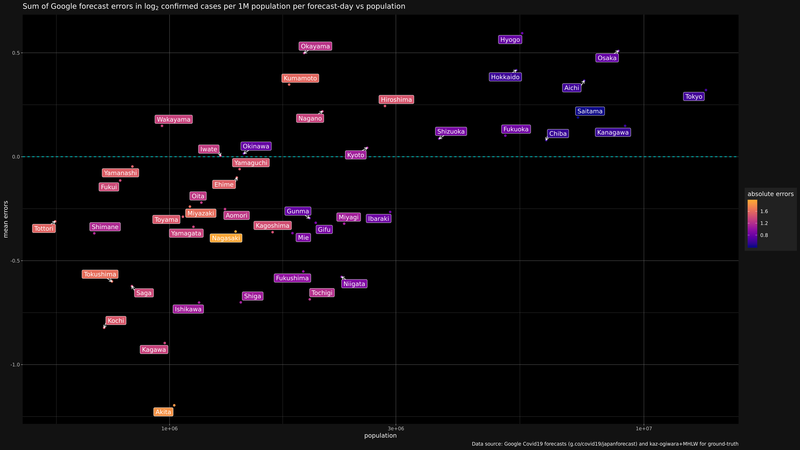 Sum of Google forecast errors in log2 confirmed cases per 1M population per forecast-day vs population
Hyogo
Okayama
0.5
Osaka
Kumamoto
Hokkaido
Aichi
Tokyo
Hiroshima
Saitama
Wakayama
Nagano
Shizuoka
Fukuoka
Chiba
Kanagawa
Iwate
Okinawa
Kyoto
0.0
Yamaguchi
Yamanashi
Fukui
Ehime
absolute errors
1.6
1.2
0.8
mean errors
Oita
Miyazaki
Aomori
Gunma
Miyagi
Ibaraki
Toyama
Tottori
Shimane
Yamagata
Nagasaki
Kagoshima
Gifu
Mie
-0.5
Tokushima
Fukushima
Niigata
Saga
Shiga
Tochigi
Ishikawa
Kochi
Kagawa
-1.0
Akita
1e+06
3e+06
1e+07
population
Data source: Google Covid19 forecasts (g.co/covid19/japanforecast) and kaz-ogiwara+MHLW for ground-truth